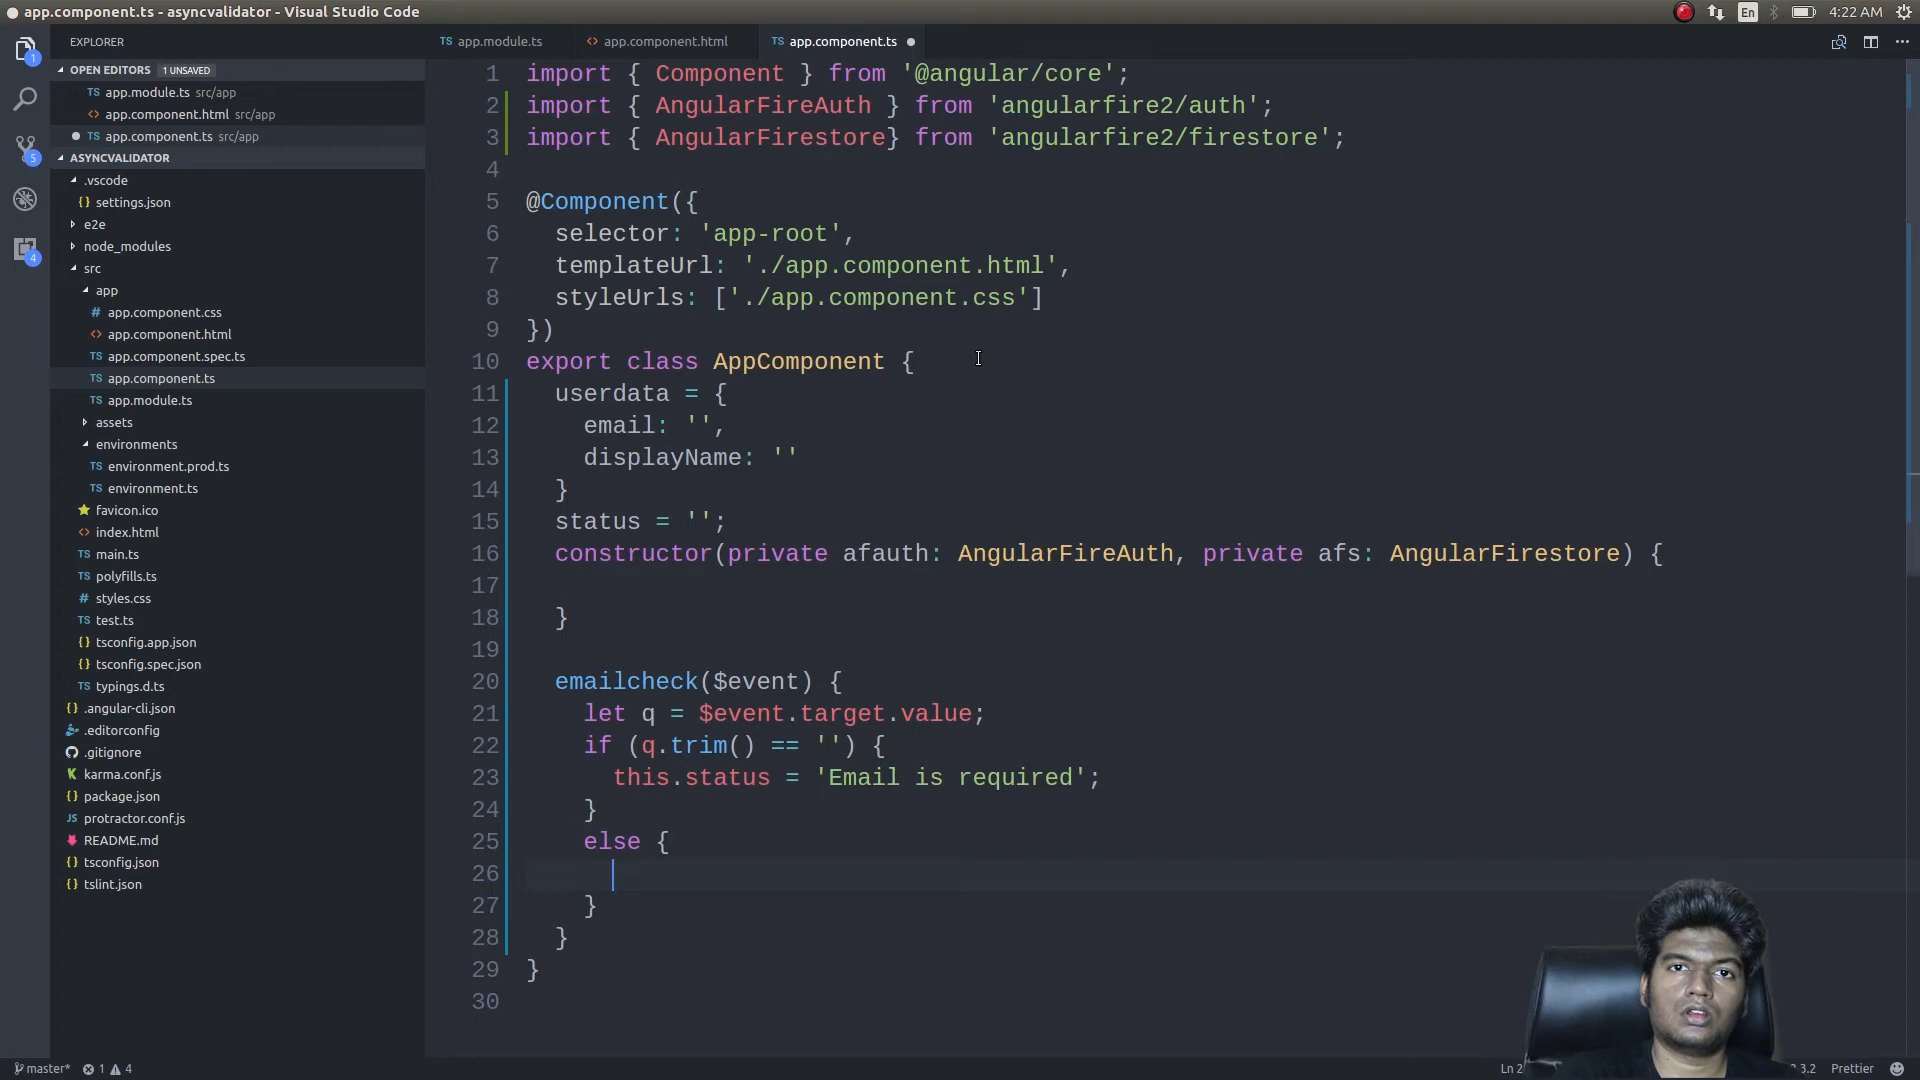 app.component.ts - asyncvalidator - Visual Studio Code
En
4:22 AM
EXPLORER
OPEN EDITORS 1 UNSAVED
TS app.module.ts src/app
<> app.component.html src/app
TS app.component.ts src/app
ASYNCVALIDATOR
.vscode
{} settings.json
e2e
node_modules
src
app
# app.component.css
<> app.component.html
TS app.component.spec.ts
TS app.component.ts
TS app.module.ts
assets
environments
TS environment.prod.ts
TS environment.ts
favicon.ico
<> index.html
TS main.ts
TS polyfills.ts
# styles.css
TS test.ts
{} tsconfig.app.json
{} tsconfig.spec.json
TS typings.d.ts
{} .angular-cli.json
.editorconfig
.gitignore
karma.conf.js
{} package.json
JS protractor.conf.js
README.md
{} tsconfig.json
{} tslint.json
1
5
4
TS app.module.ts
<> app.component.html
TS app.component.ts
1 import { Component } from '@angular/core';
2 import { AngularFireAuth } from 'angularfire2/auth';
3 import { AngularFirestore} from 'angularfire2/firestore';
4
5 @Component({
6 selector: 'app-root',
7 templateUrl: './app.component.html',
8 styleUrls: ['./app.component.css']
9 })
10 export class AppComponent {
11 userdata = {
12 email: '',
13 displayName: ''
14 }
15 status = '';
16 constructor(private afauth: AngularFireAuth, private afs: AngularFirestore) {
17
18 }
19
20 emailcheck($event) {
21 let q = $event.target.value;
22 if (q.trim() == '') {
23 this.status = 'Email is required';
24 }
25 else {
26
27 }
28 }
29 }
30
master* 1 4
Ln 2
3.2
Prettier